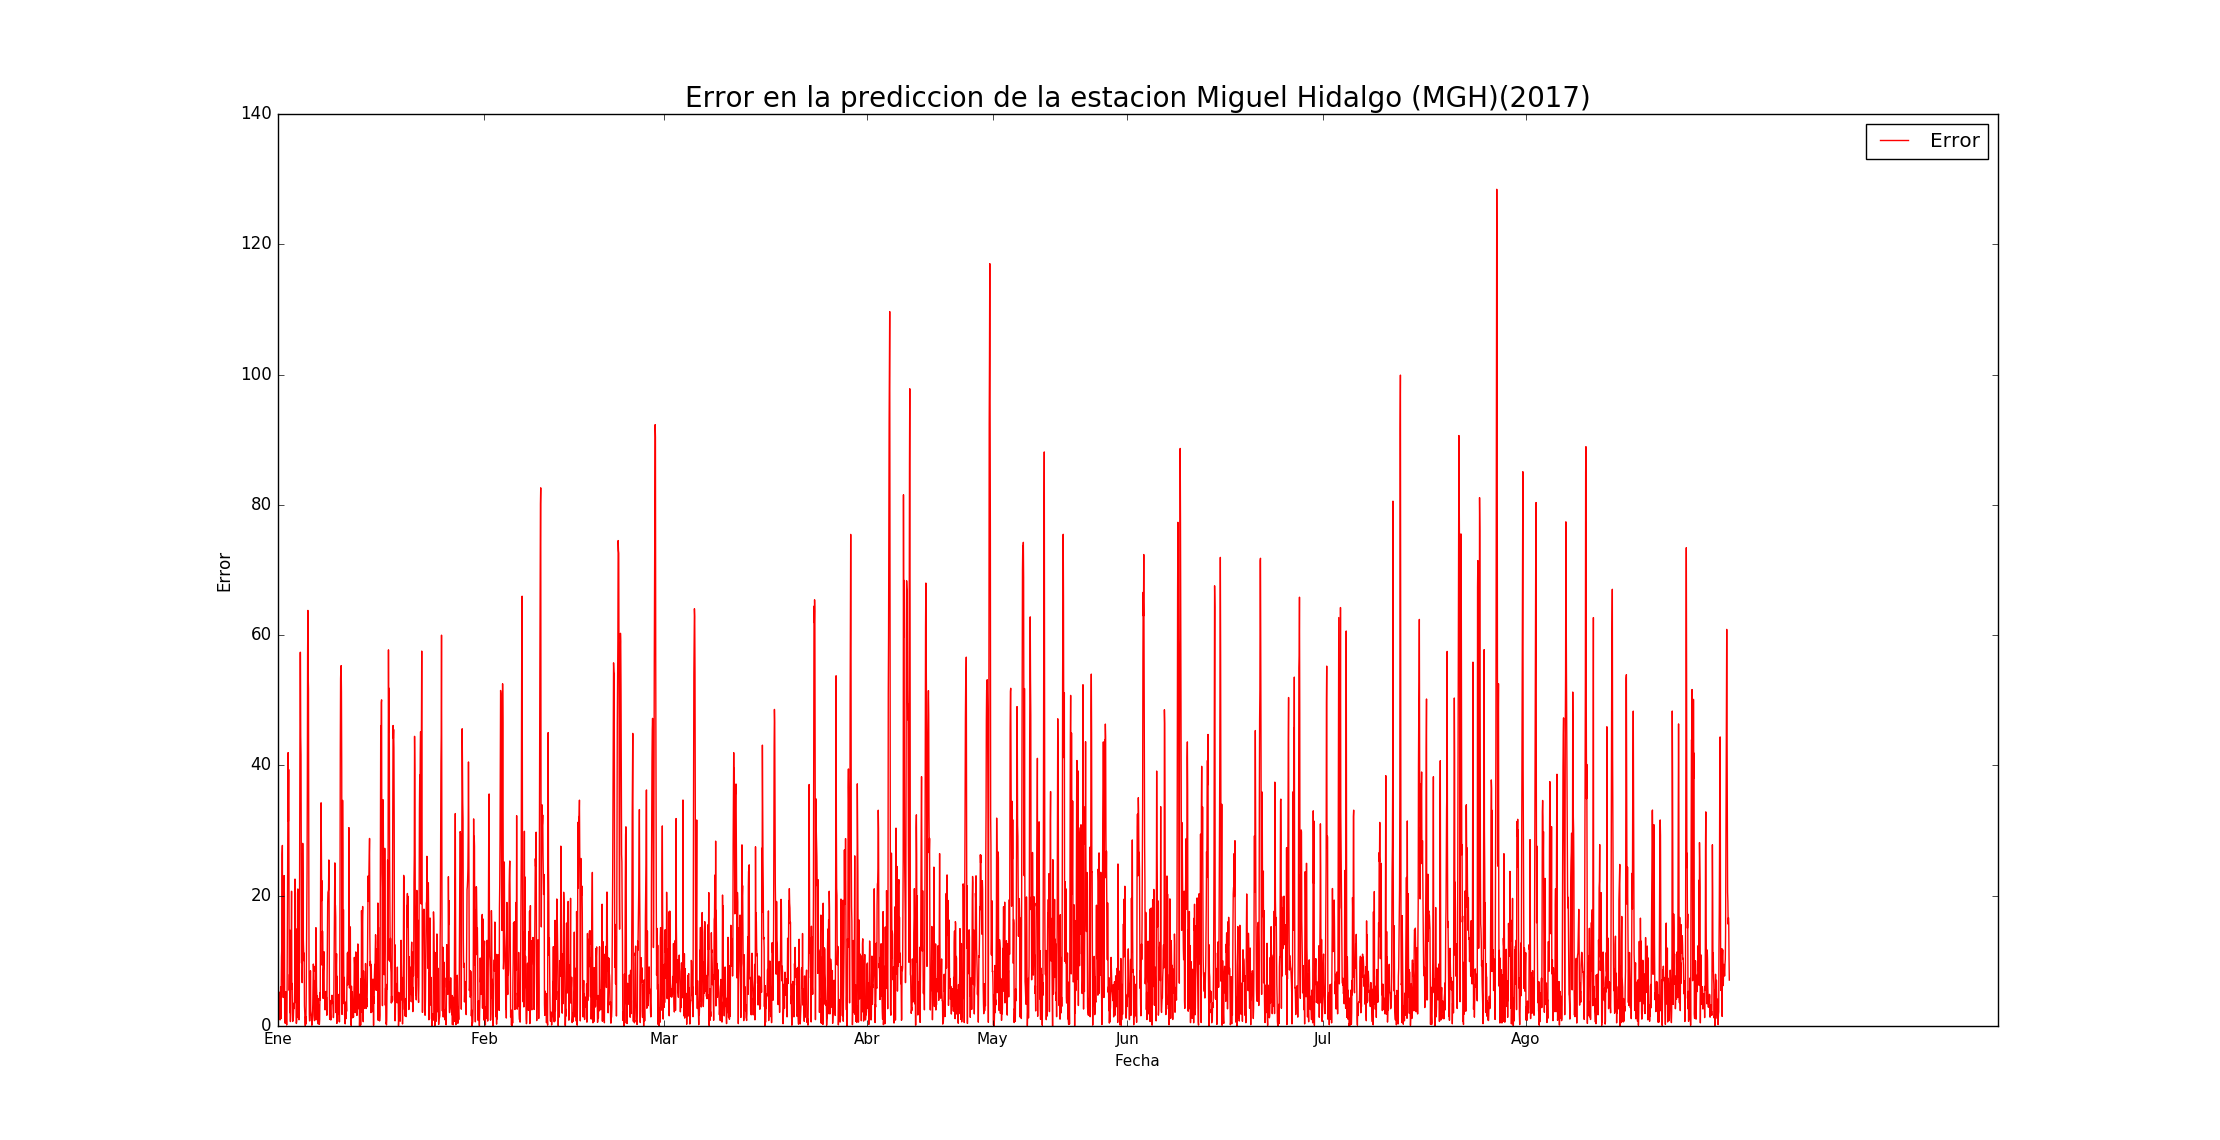 Error en la prediccion de la estacion Miguel Hidalgo (MGH)(2017)
Error
140
120
100
80
60
40
20
0
Error
Ene Feb Mar Abr May Jun Jul Ago
Fecha